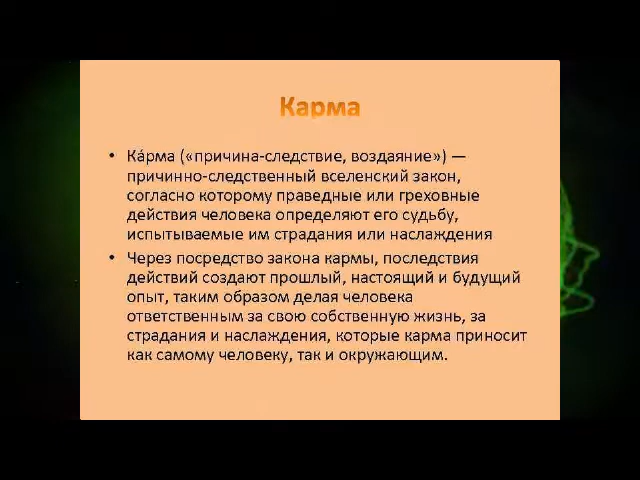 Карма
• Ка́рма («причина-следствие, воздаяние») —
причинно-следственный вселенский закон,
согласно которому праведные или греховные
действия человека определяют его судьбу,
испытываемые им страдания или наслаждения
• Через посредство закона кармы, последствия
действий создают прошлый, настоящий и будущий
опыт, таким образом делая человека
ответственным за свою собственную жизнь, за
страдания и наслаждения, которые карма приносит
как самому человеку, так и окружающим.